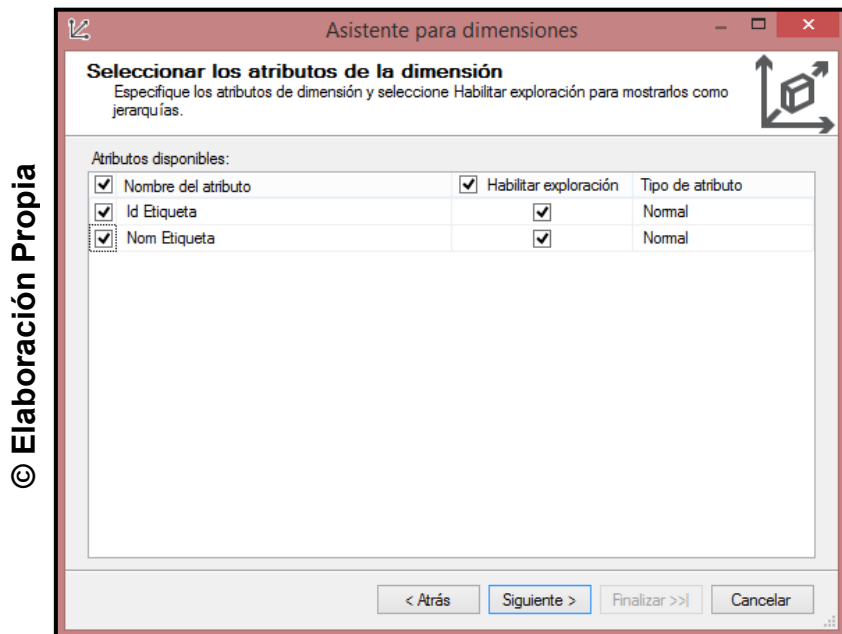 Asistente para dimensiones
Seleccionar los atributos de la dimensión
Especifique los atributos de dimensión y seleccione Habilitar exploración para mostrarlos como
jerarquías.
Atributos disponibles:
Nombre del atributo Habilitar exploración Tipo de atributo
Id Etiqueta Normal
Nom Etiqueta Normal
< Atrás Siguiente > Finalizar >>| Cancelar
© Elaboración Propia